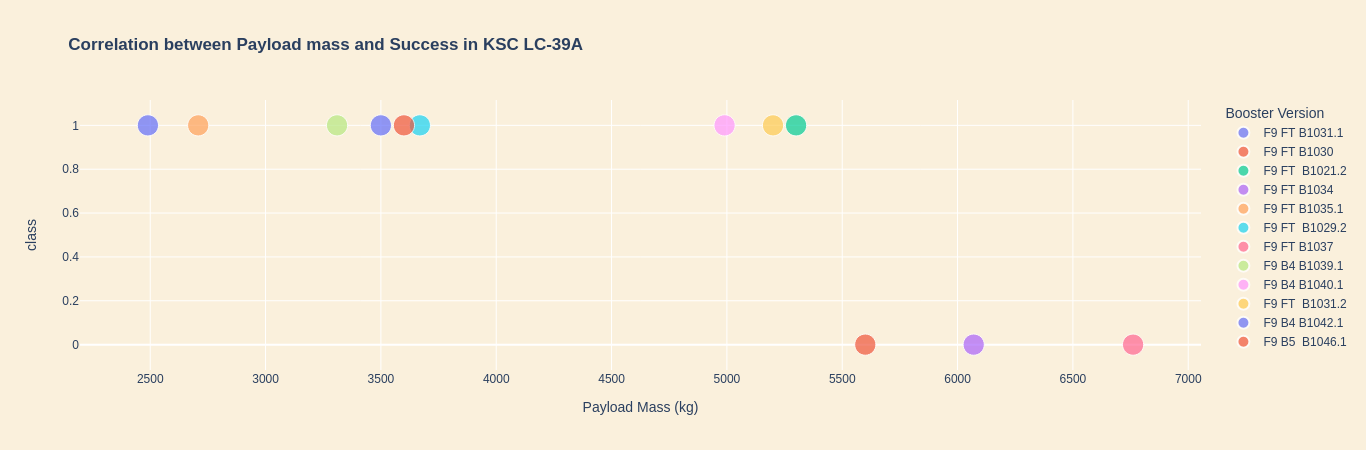 Correlation between Payload mass and Success in KSC LC-39A
1
0.8
0.6
0.4
0.2
0
class
2500 3000 3500 4000 4500 5000 5500 6000 6500 7000
Payload Mass (kg)
Booster Version
F9 FT B1031.1
F9 FT B1030
F9 FT  B1021.2
F9 FT B1034
F9 FT B1035.1
F9 FT  B1029.2
F9 FT B1037
F9 B4 B1039.1
F9 B4 B1040.1
F9 FT  B1031.2
F9 B4 B1042.1
F9 B5  B1046.1